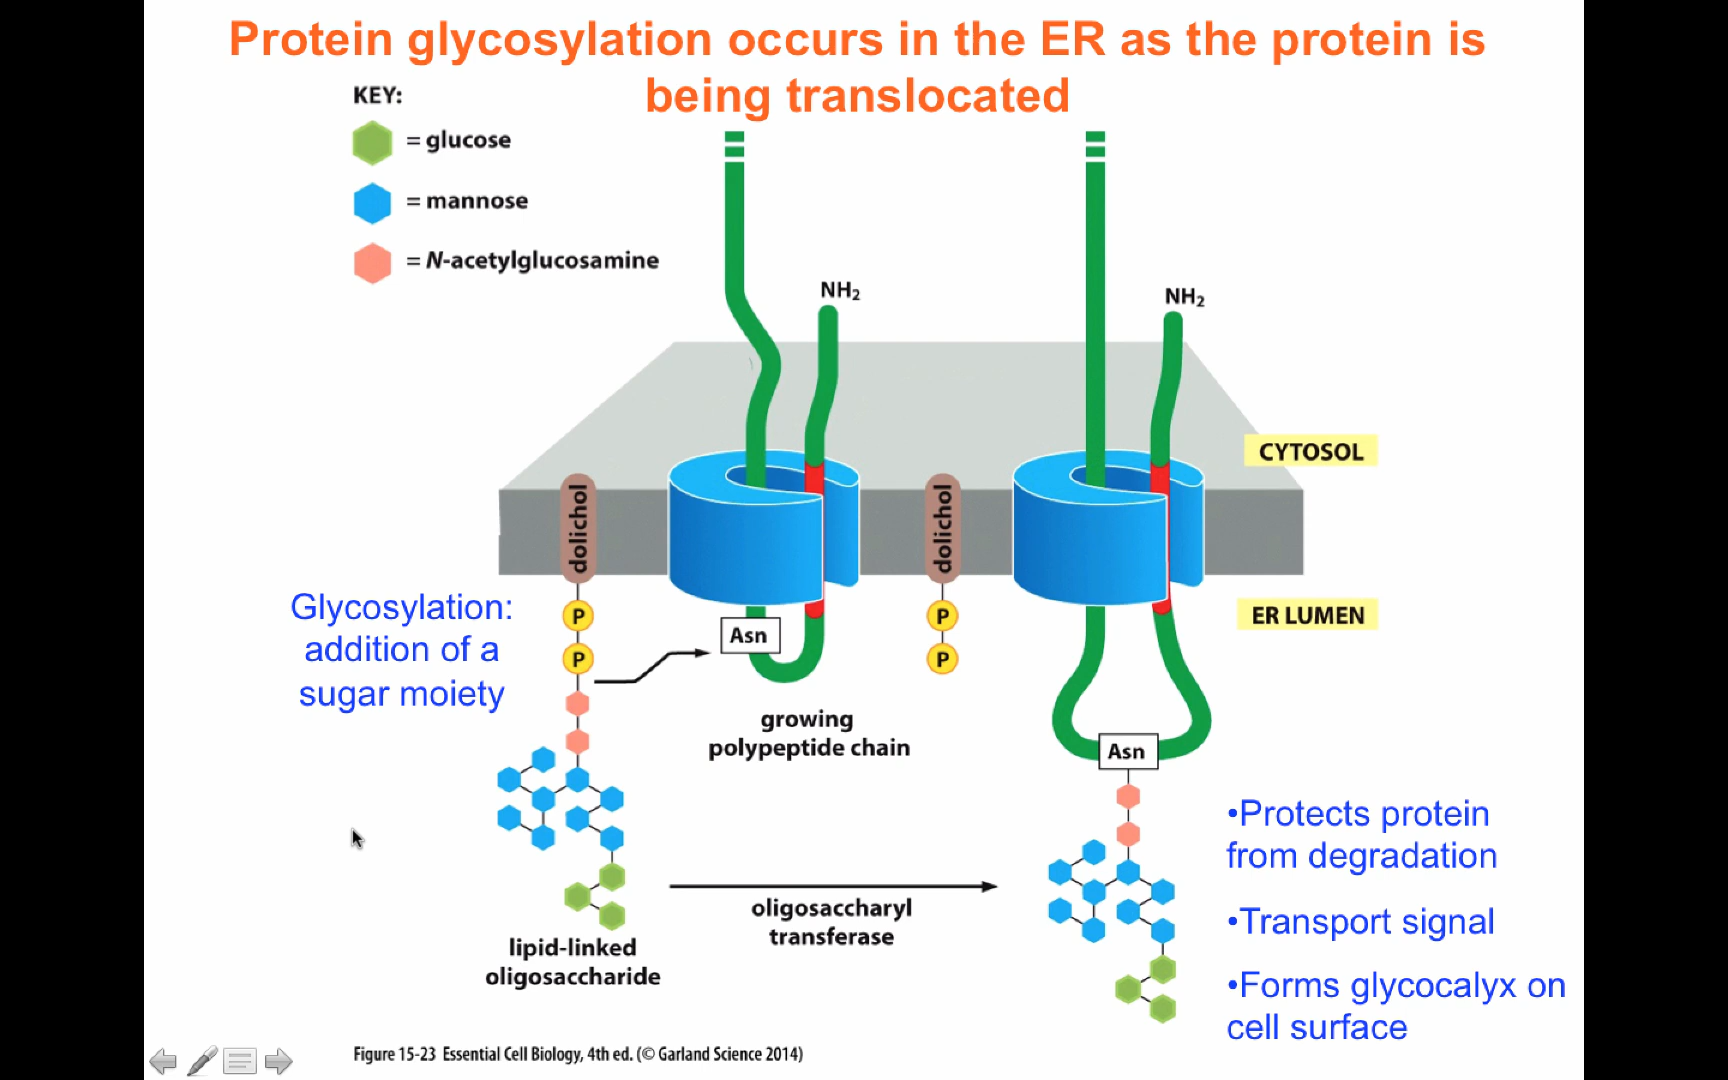 Protein glycosylation occurs in the ER as the protein is
being translocated
KEY:
= glucose
= mannose
= N-acetylglucosamine
NH₂
NH₂
CYTOSOL
dolichol
dolichol
ER LUMEN
Glycosylation:
addition of a
sugar moiety
P
P
P
P
Asn
growing
polypeptide chain
Asn
oligosaccharyl
transferase
lipid-linked
oligosaccharide
•Protects protein
from degradation
•Transport signal
•Forms glycocalyx on
cell surface
Figure 15-23 Essential Cell Biology, 4th ed. (© Garland Science 2014)